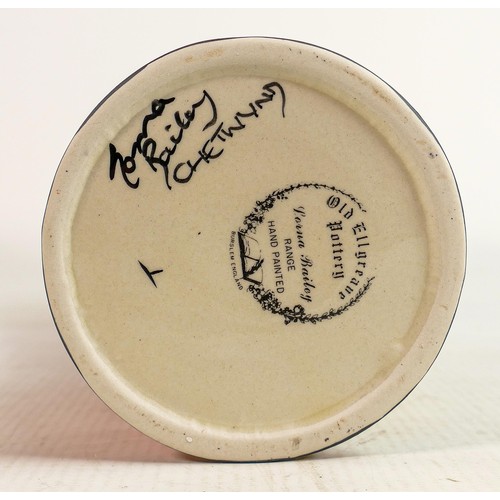 Lorna
Bailey
CHETWYND
Old Ellgreave
Pottery
Lorna Bailey
RANGE
HAND PAINTED
BURSLEM ENGLAND